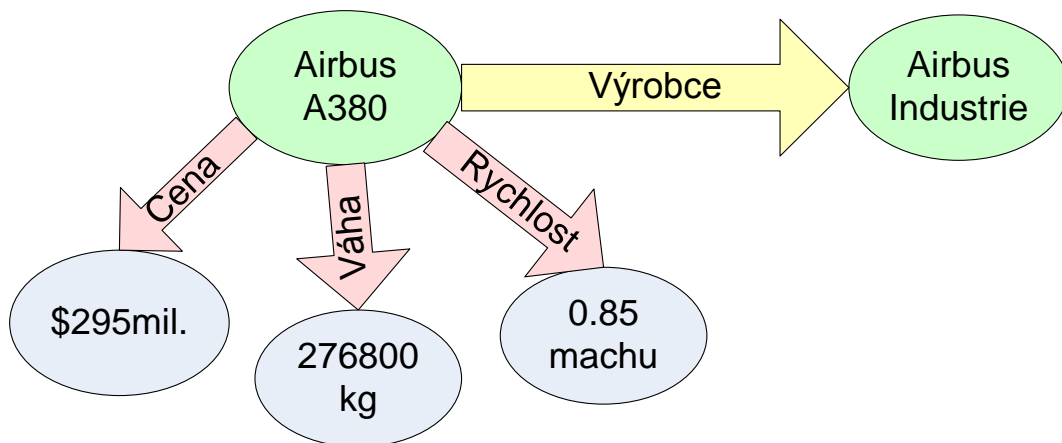 Airbus
A380
Výrobce
Airbus
Industrie
Cena
Váha
Rychlost
$295mil.
276800
kg
0.85
machu